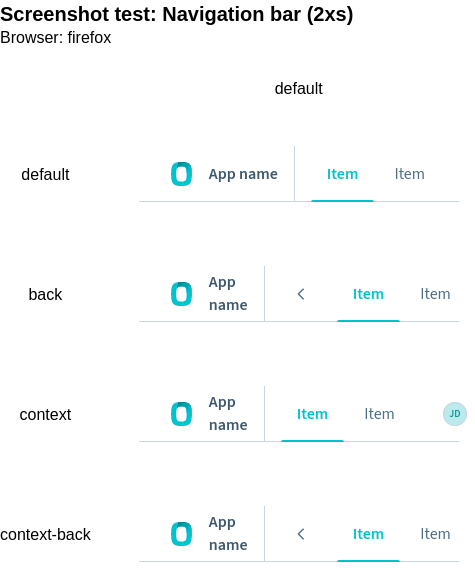 Screenshot test: Navigation bar (2xs)
Browser: firefox
default
default
App name
Item
Item
back
App
name
Item
Item
context
App
name
Item
Item
JD
context-back
App
name
Item
Item